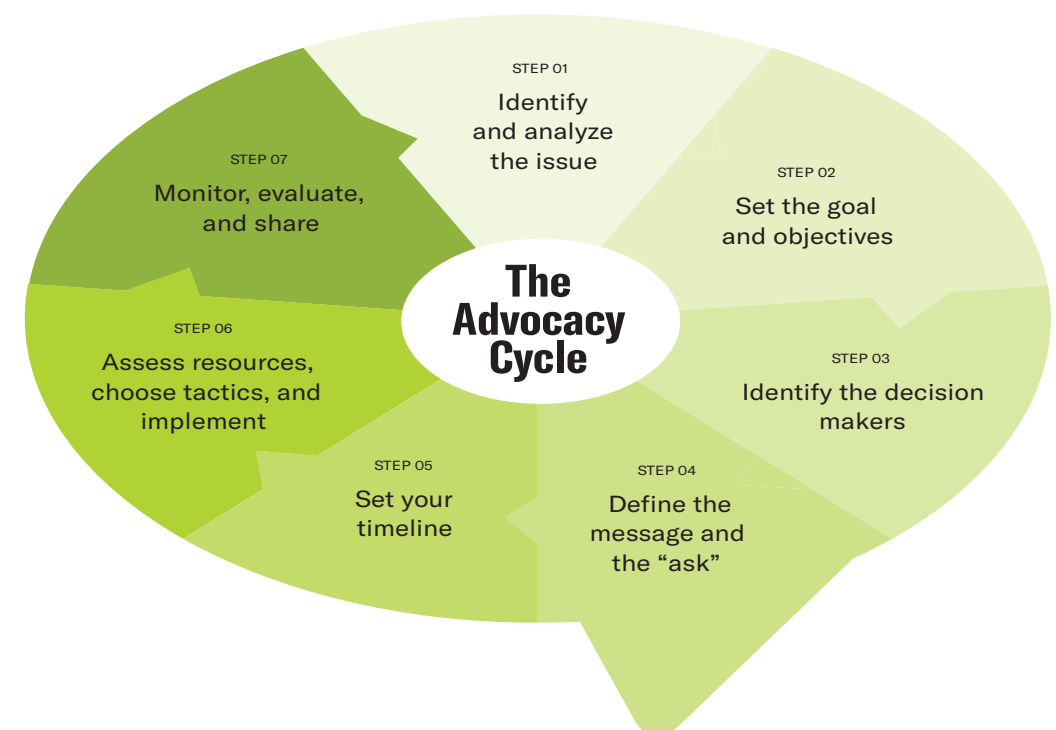 STEP 01
Identify
and analyze
the issue
STEP 02
Set the goal
and objectives
STEP 03
Identify the decision
makers
STEP 04
Define the
message and
the “ask”
STEP 05
Set your
timeline
STEP 06
Assess resources,
choose tactics, and
implement
STEP 07
Monitor, evaluate,
and share
The
Advocacy
Cycle